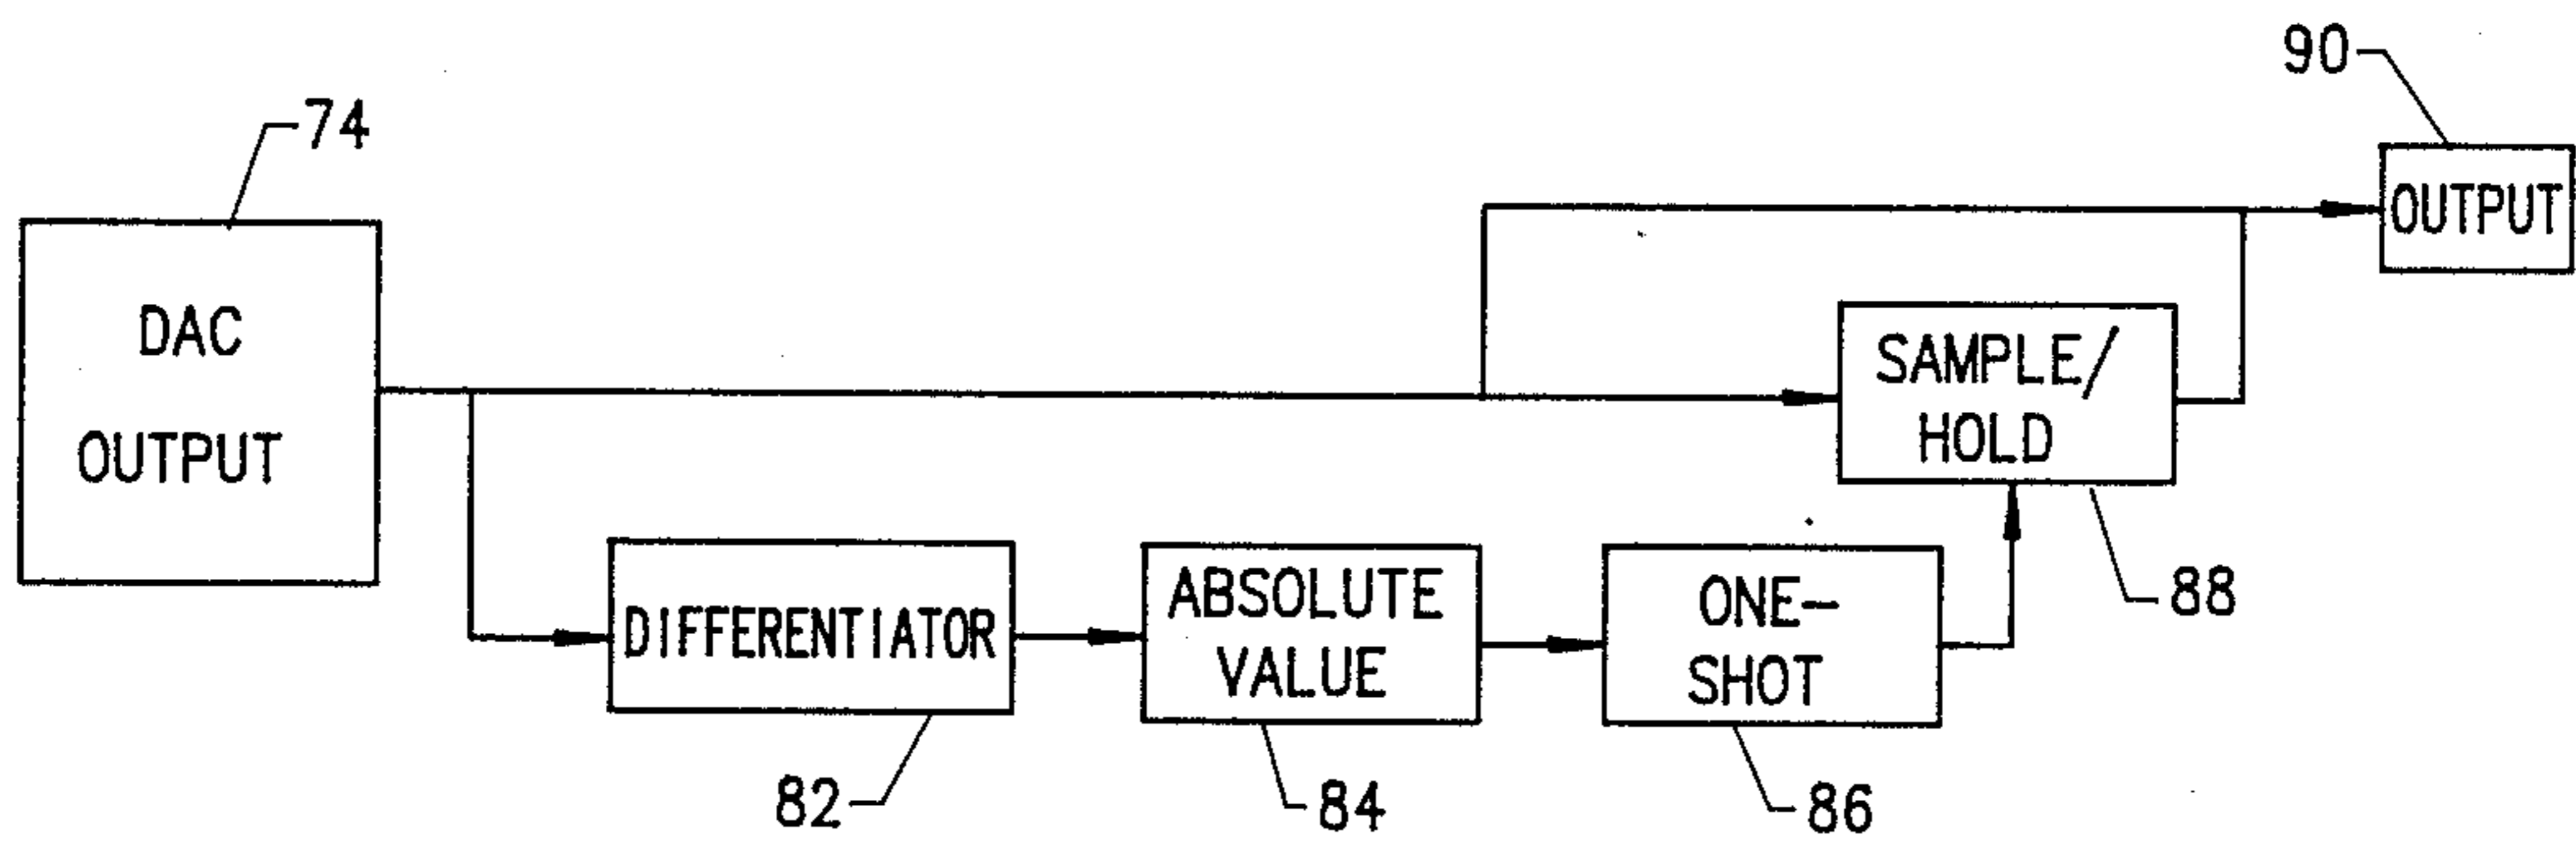 90
74
OUTPUT
DAC
OUTPUT
SAMPLE/
HOLD
DIFFERENTIATOR
ABSOLUTE
VALUE
ONE-
SHOT
88
82
84
86